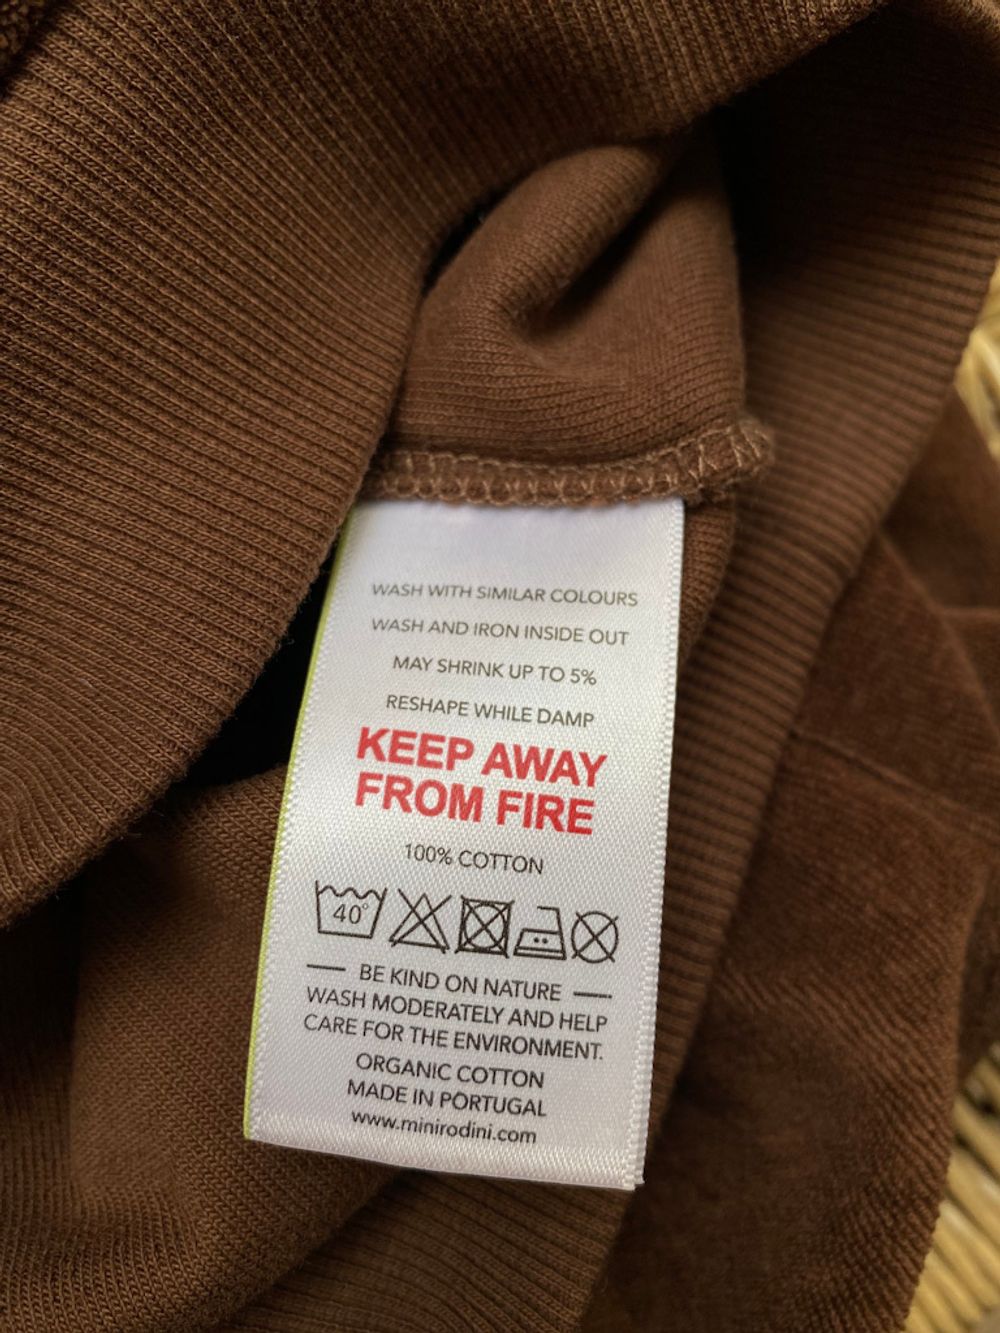 WASH WITH SIMILAR COLOURS
WASH AND IRON INSIDE OUT
MAY SHRINK UP TO 5%
RESHAPE WHILE DAMP
KEEP AWAY
FROM FIRE
100% COTTON
40°
BE KIND ON NATURE
WASH MODERATELY AND HELP
CARE FOR THE ENVIRONMENT.
ORGANIC COTTON
MADE IN PORTUGAL
www.minirodini.com